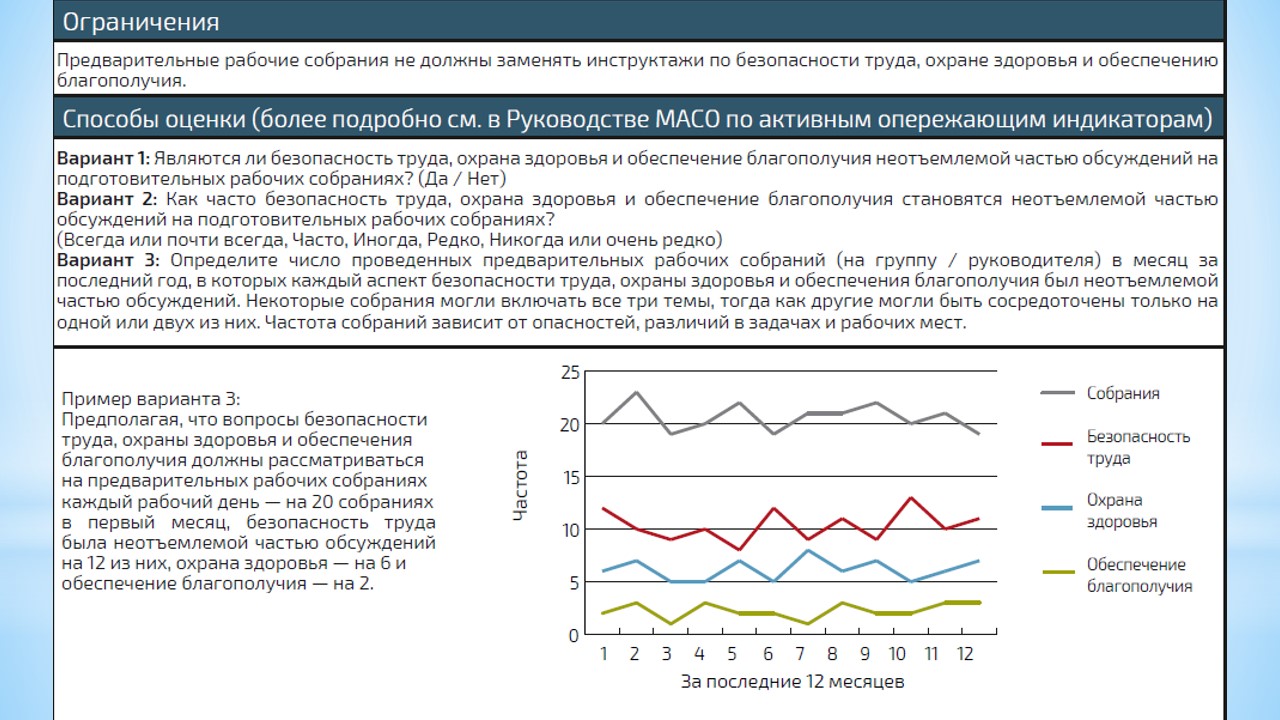 Ограничения
Предварительные рабочие собрания не должны заменять инструктажи по безопасности труда, охране здоровья и обеспечению
благополучия.
Способы оценки (более подробно см. в Руководстве МАСО по активным опережающим индикаторам)
Вариант 1: Являются ли безопасность труда, охрана здоровья и обеспечение благополучия неотъемлемой частью обсуждений на
подготовительных рабочих собраниях? (Да / Нет)
Вариант 2: Как часто безопасность труда, охрана здоровья и обеспечение благополучия становятся неотъемлемой частью
обсуждений на подготовительных рабочих собраниях?
(Всегда или почти всегда, Часто, Иногда, Редко, Никогда или очень редко)
Вариант 3: Определите число проведенных предварительных рабочих собраний (на группу / руководителя) в месяц за
последний год, в которых каждый аспект безопасности труда, охраны здоровья и обеспечения благополучия был неотъемлемой
частью обсуждений. Некоторые собрания могли включать все три темы, тогда как другие могли быть сосредоточены только на
одной или двух из них. Частота собраний зависит от опасностей, различий в задачах и рабочих мест.
Пример варианта 3:
Предполагая, что вопросы безопасности
труда, охраны здоровья и обеспечения
благополучия должны рассматриваться
на предварительных рабочих собраниях
каждый рабочий день — на 20 собраниях
в первый месяц, безопасность труда
была неотъемлемой частью обсуждений
на 12 из них, охрана здоровья — на 6 и
обеспечение благополучия — на 2.
Частота
25
20
15
10
5
0
1 2 3 4 5 6 7 8 9 10 11 12
За последние 12 месяцев
Собрания
Безопасность
труда
Охрана
здоровья
Обеспечение
благополучия